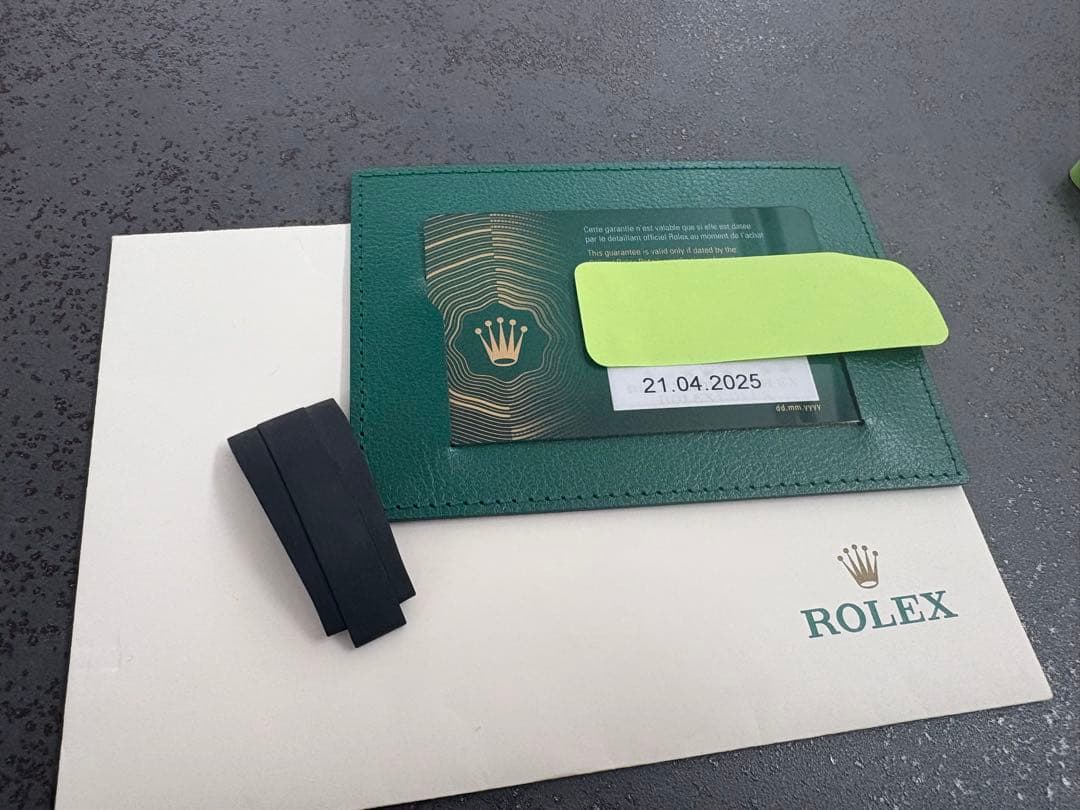 Cette garantie n'est valable que si elle est datée
par le détaillant officiel Rolex au moment de l'achat
This guarantee is valid only if dated by the
21.04.2025
dd.mm.yyyy
ROLEX